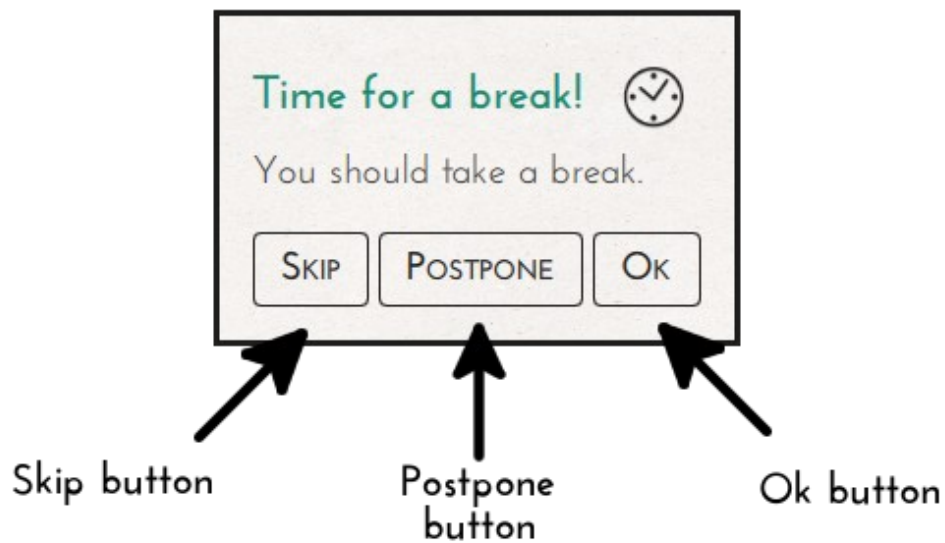 Time for a break!
You should take a break.
SKIP POSTPONE OK
Skip button
Postpone
button
Ok button